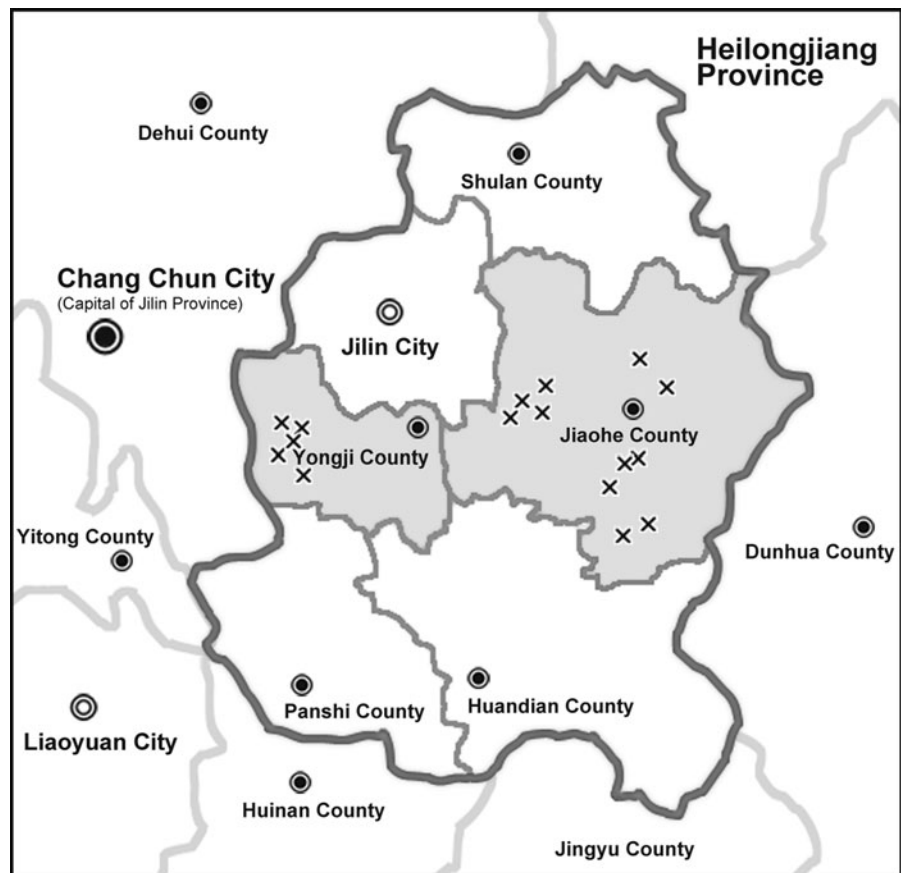 Heilongjiang
Province
Dehui County
Shulan County
Chang Chun City
(Capital of Jilin Province)
Jilin City
Jiaohe County
Yongji County
Yitong County
Dunhua County
Panshi County
Huandian County
Liaoyuan City
Huinan County
Jingyu County